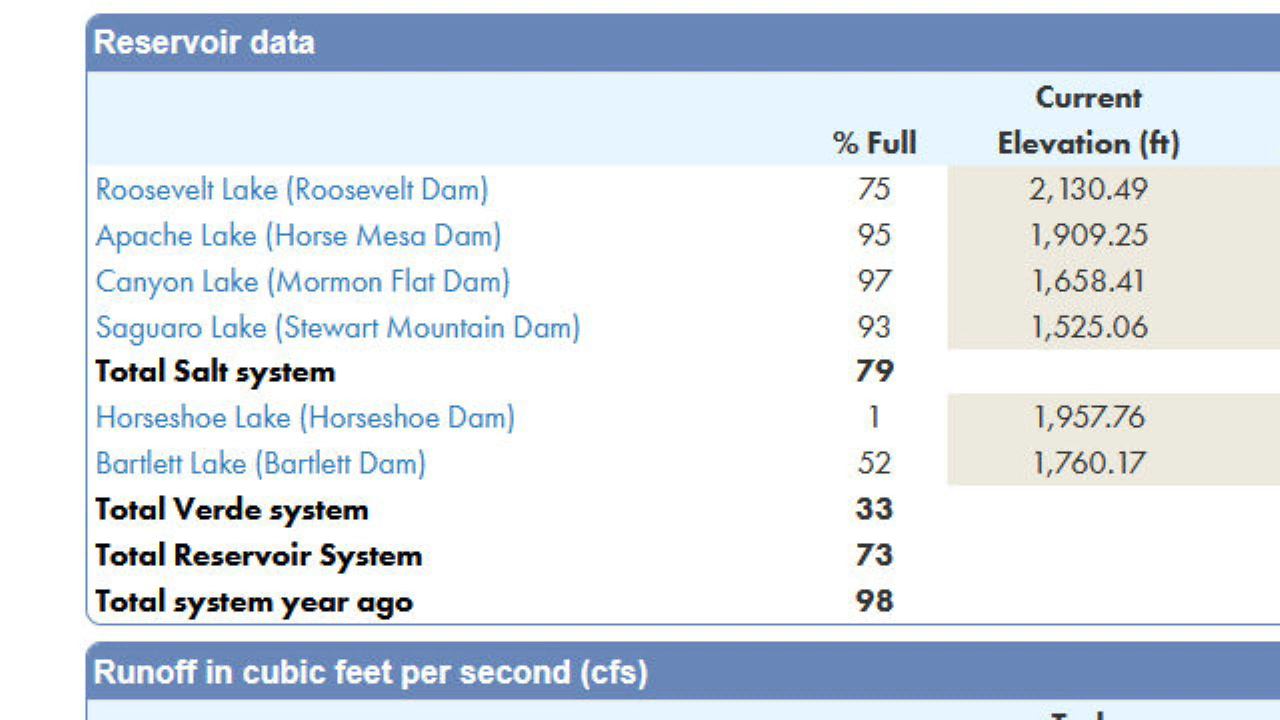 Reservoir data
Current
% Full Elevation (ft)
Roosevelt Lake (Roosevelt Dam) 75 2,130.49
Apache Lake (Horse Mesa Dam) 95 1,909.25
Canyon Lake (Mormon Flat Dam) 97 1,658.41
Saguaro Lake (Stewart Mountain Dam) 93 1,525.06
Total Salt system 79
Horseshoe Lake (Horseshoe Dam) 1 1,957.76
Bartlett Lake (Bartlett Dam) 52 1,760.17
Total Verde system 33
Total Reservoir System 73
Total system year ago 98
Runoff in cubic feet per second (cfs)